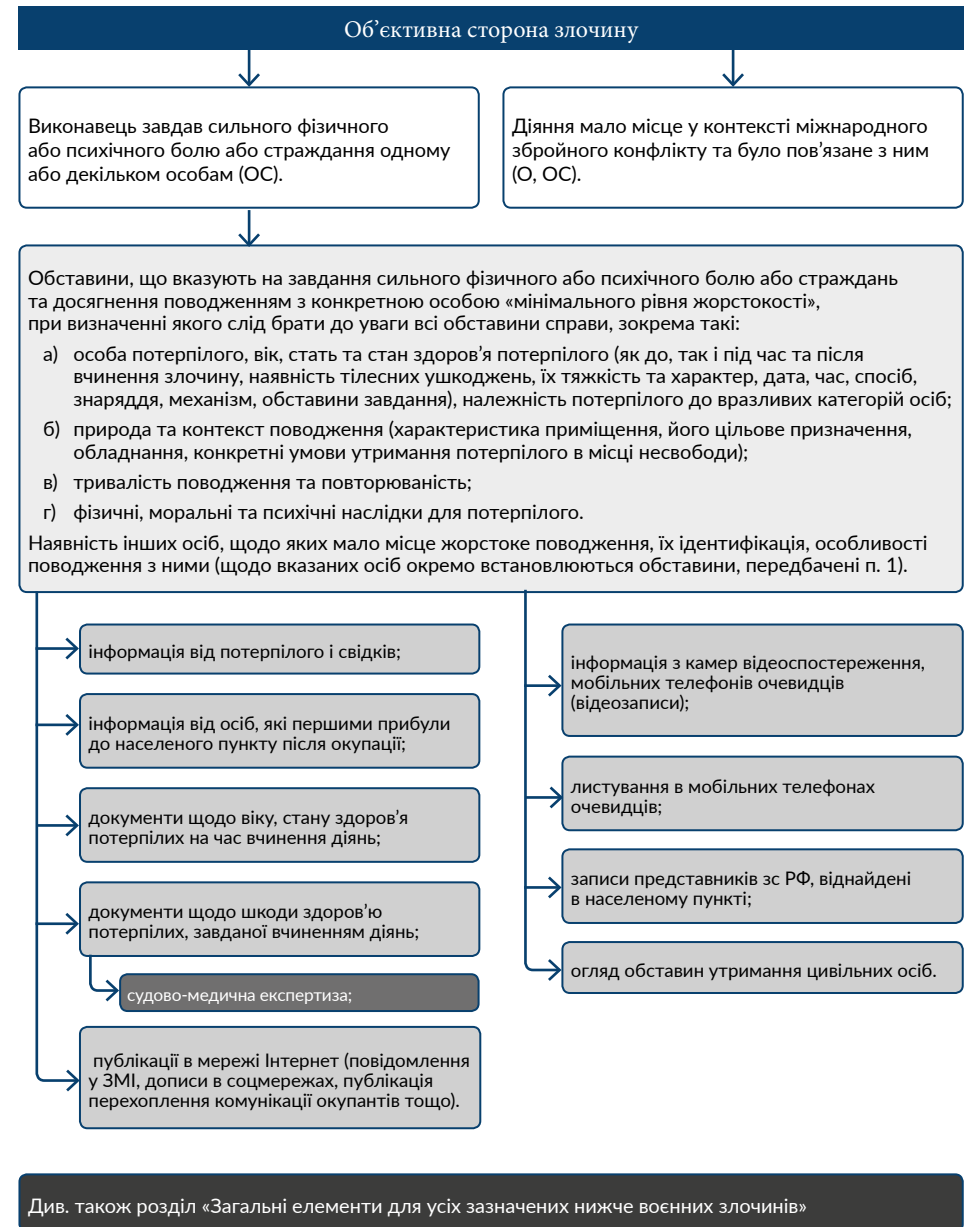 Об’єктивна сторона злочину
Виконавець завдав сильного фізичного
або психічного болю або страждання одному
або декільком особам (ОС).
Діяння мало місце у контексті міжнародного
збройного конфлікту та було пов’язане з ним
(О, ОС).
Обставини, що вказують на завдання сильного фізичного або психічного болю або страждань
та досягнення поводженням з конкретною особою «мінімального рівня жорстокості»,
при визначенні якого слід брати до уваги всі обставини справи, зокрема такі:
а) особа потерпілого, вік, стать та стан здоров’я потерпілого (як до, так і під час та після
вчинення злочину, наявність тілесних ушкоджень, їх тяжкість та характер, дата, час, спосіб,
знаряддя, механізм, обставини завдання), належність потерпілого до вразливих категорій осіб;
б) природа та контекст поводження (характеристика приміщення, його цільове призначення,
обладнання, конкретні умови утримання потерпілого в місці несвободи);
в) тривалість поводження та повторюваність;
г) фізичні, моральні та психічні наслідки для потерпілого.
Наявність інших осіб, щодо яких мало місце жорстоке поводження, їх ідентифікація, особливості
поводження з ними (щодо вказаних осіб окремо встановлюються обставини, передбачені п. 1).
інформація від потерпілого і свідків;
інформація від осіб, які першими прибули
до населеного пункту після окупації;
документи щодо віку, стану здоров’я
потерпілих на час вчинення діянь;
документи щодо шкоди здоров’ю
потерпілих, завданої вчиненням діянь;
судово-медична експертиза;
публікації в мережі Інтернет (повідомлення
у ЗМІ, дописи в соцмережах, публікація
перехоплення комунікації окупантів тощо).
інформація з камер відеоспостереження,
мобільних телефонів очевидців
(відеозаписи);
листування в мобільних телефонах
очевидців;
записи представників зс РФ, віднайдені
в населеному пункті;
огляд обставин утримання цивільних осіб.
Див. також розділ «Загальні елементи для усіх зазначених нижче воєнних злочинів»